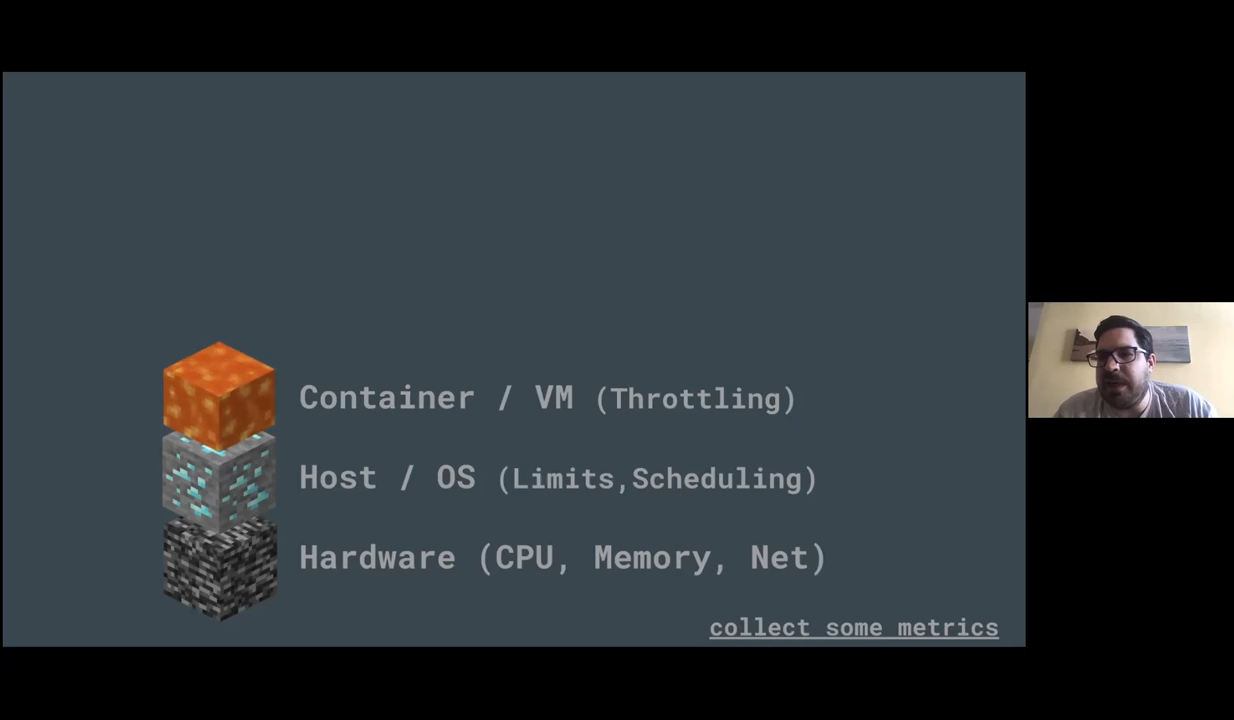 Container / VM (Throttling)
Host / OS (Limits,Scheduling)
Hardware (CPU, Memory, Net)
collect some metrics